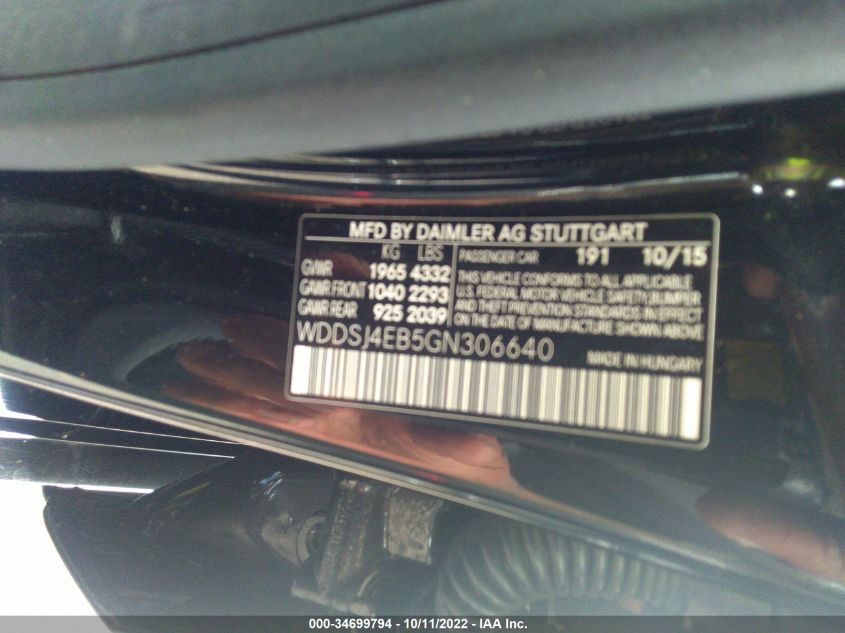 MFD BY DAIMLER AG STUTTGART
KG LBS
GVWR 1965 4332
GAWR FRONT 1040 2293
GAWR REAR 925 2039
PASSENGER CAR 191 10/15
THIS VEHICLE CONFORMS TO ALL APPLICABLE
U.S. FEDERAL MOTOR VEHICLE SAFETY, BUMPER
AND THEFT PREVENTION STANDARDS IN EFFECT
ON THE DATE OF MANUFACTURE
WDDSJ4EB5GN306640
MADE IN HUNGARY
000-34699794 - 10/11/2022 - IAA Inc.